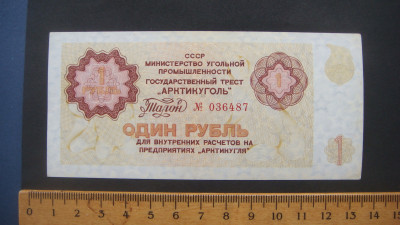 СССР
МИНИСТЕРСТВО УГОЛЬНОЙ
ПРОМЫШЛЕННОСТИ
ГОСУДАРСТВЕННЫЙ ТРЕСТ
„АРКТИКУГОЛЬ"
Талон № 036487
ОДИН РУБЛЬ
ДЛЯ ВНУТРЕННИХ РАСЧЕТОВ НА
ПРЕДПРИЯТИЯХ „АРКТИКУГЛЯ"
1
1
1
0 1 2 3 4 5 6 7 8 9 10 11 12 13 14 15